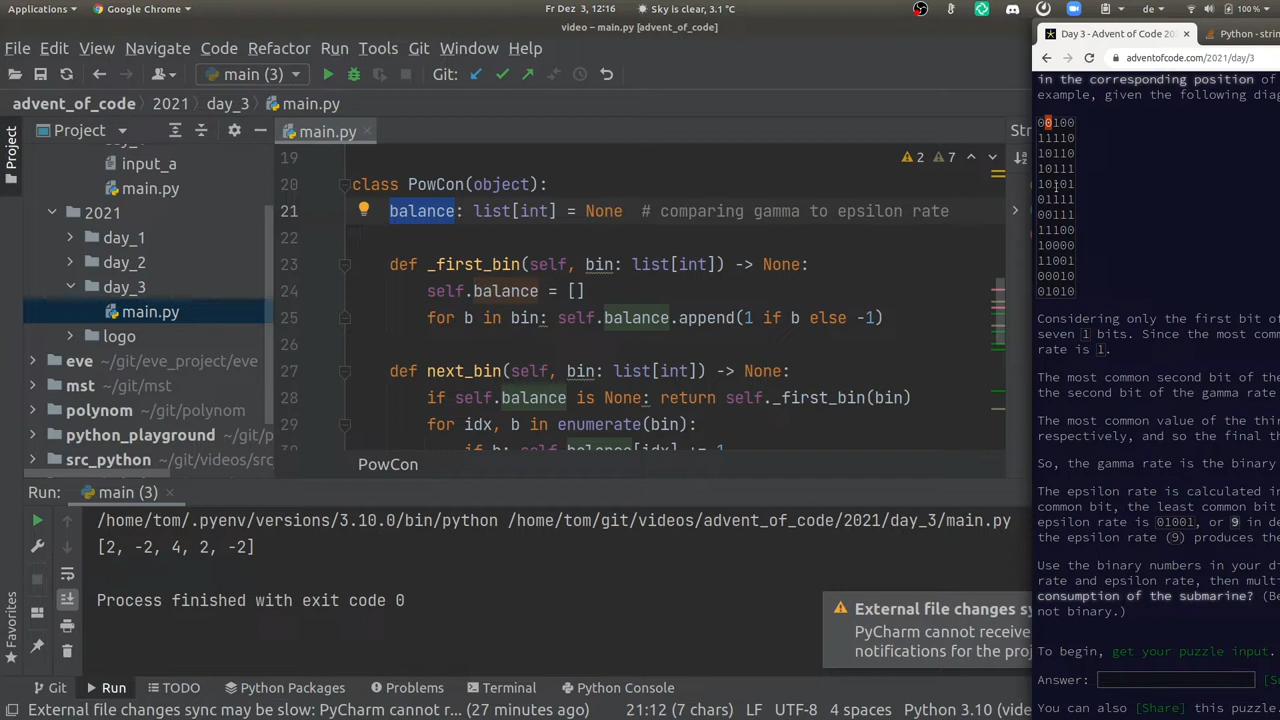 Applications
Google Chrome
Fr Dez 3, 12:16
Sky is clear, 3.1 °C
de
100 %
video – main.py [advent_of_code]
File Edit View Navigate Code Refactor Run Tools Git Window Help
main (3)
Git:
advent_of_code 2021 day_3 main.py
Project
Project
input_a
main.py
2021
day_1
day_2
day_3
main.py
logo
eve ~/git/eve_project/eve
mst ~/git/mst
polynom ~/git/polynom
python_playground ~/git/p
src_python ~/git/videos/src
Favorites
main.py
2 7
19
20 class PowCon(object):
21 balance: list[int] = None # comparing gamma to epsilon rate
22
23 def _first_bin(self, bin: list[int]) -> None:
24 self.balance = []
25 for b in bin: self.balance.append(1 if b else -1)
26
27 def next_bin(self, bin: list[int]) -> None:
28 if self.balance is None: return self._first_bin(bin)
29 for idx, b in enumerate(bin):
30 if b: self.balance[idx] += 1
PowCon
Str
Run: main (3)
/home/tom/.pyenv/versions/3.10.0/bin/python /home/tom/git/videos/advent_of_code/2021/day_3/main.py
[2, -2, 4, 2, -2]
Process finished with exit code 0
External file changes sy
PyCharm cannot receive
notifications for the proj
Git Run TODO Python Packages Problems Terminal Python Console
External file changes sync may be slow: PyCharm cannot r... (27 minutes ago)
21:12 (7 chars) LF UTF-8 4 spaces Python 3.10 (v
Day 3 - Advent of Code 20
Python - strin
adventofcode.com/2021/day/3
in the corresponding position of
example, given the following diag
00100
11110
10110
10111
10101
01111
00111
11100
10000
11001
00010
01010
Considering only the first bit of
seven 1 bits. Since the most com
rate is 1.
The most common second bit of the
the second bit of the gamma rate
The most common value of the thir
respectively, and so the final th
So, the gamma rate is the binary
The epsilon rate is calculated in
common bit, the least common bit
epsilon rate is 01001, or 9 in de
the epsilon rate (9) produces the
Use the binary numbers in your di
rate and epsilon rate, then mult
consumption of the submarine? (Be
not binary.)
To begin, get your puzzle input.
Answer:
You can also [Share] this puzzle